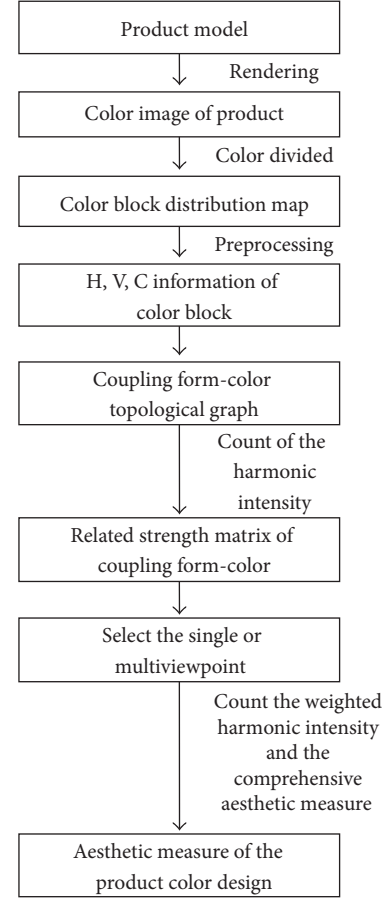 Product model
Rendering
Color image of product
Color divided
Color block distribution map
Preprocessing
H, V, C information of
color block
Coupling form-color
topological graph
Count of the
harmonic
intensity
Related strength matrix of
coupling form-color
Select the single or
multiviewpoint
Count the weighted
harmonic intensity
and the
comprehensive
aesthetic measure
Aesthetic measure of the
product color design